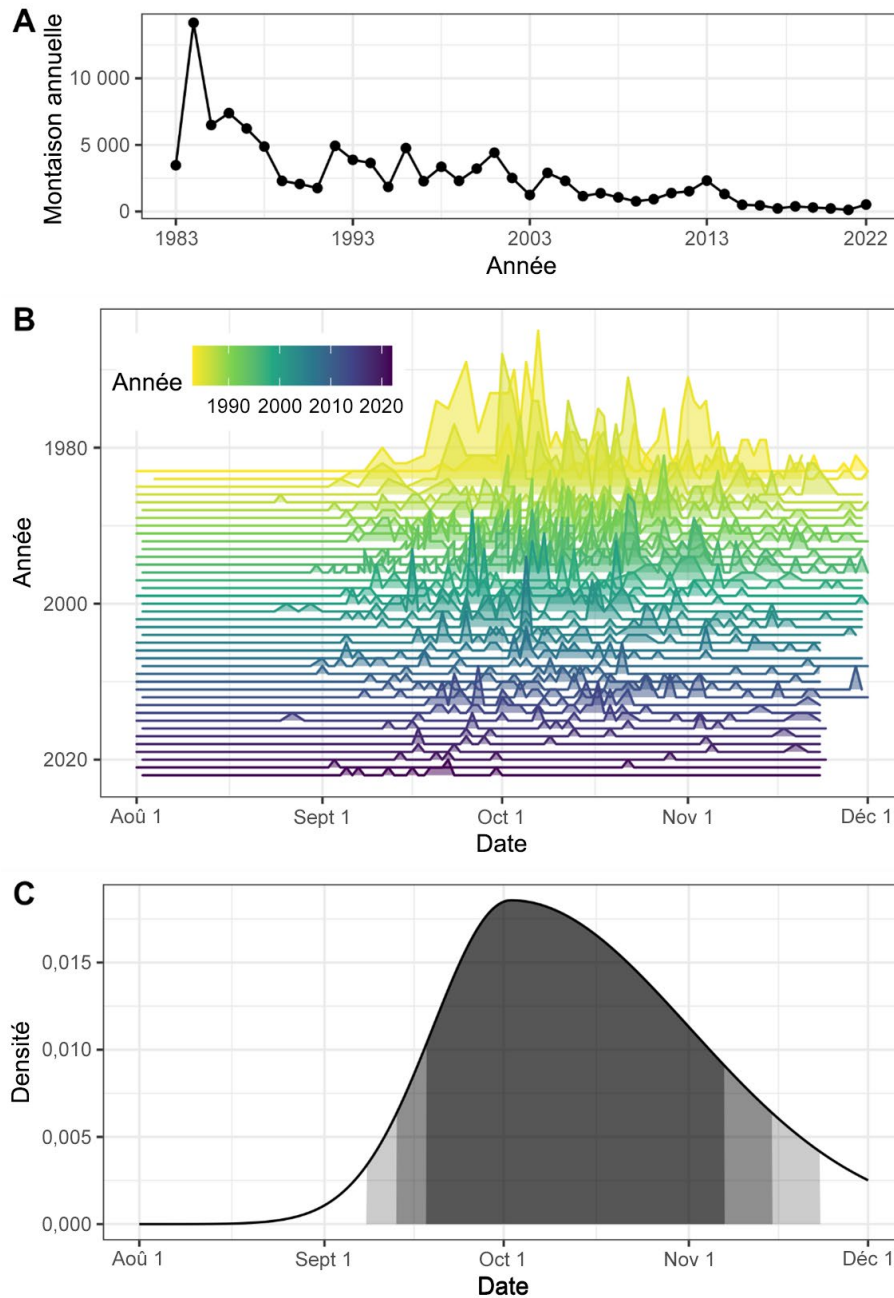 A
Montaison annuelle
10 000
5 000
0
1983
1993
2003
2013
2022
Année
B
Année
1990
2000
2010
2020
Année
1980
2000
2020
Aoû 1
Sept 1
Oct 1
Nov 1
Déc 1
Date
C
Densité
0,015
0,010
0,005
0,000
Aoû 1
Sept 1
Oct 1
Nov 1
Déc 1
Date